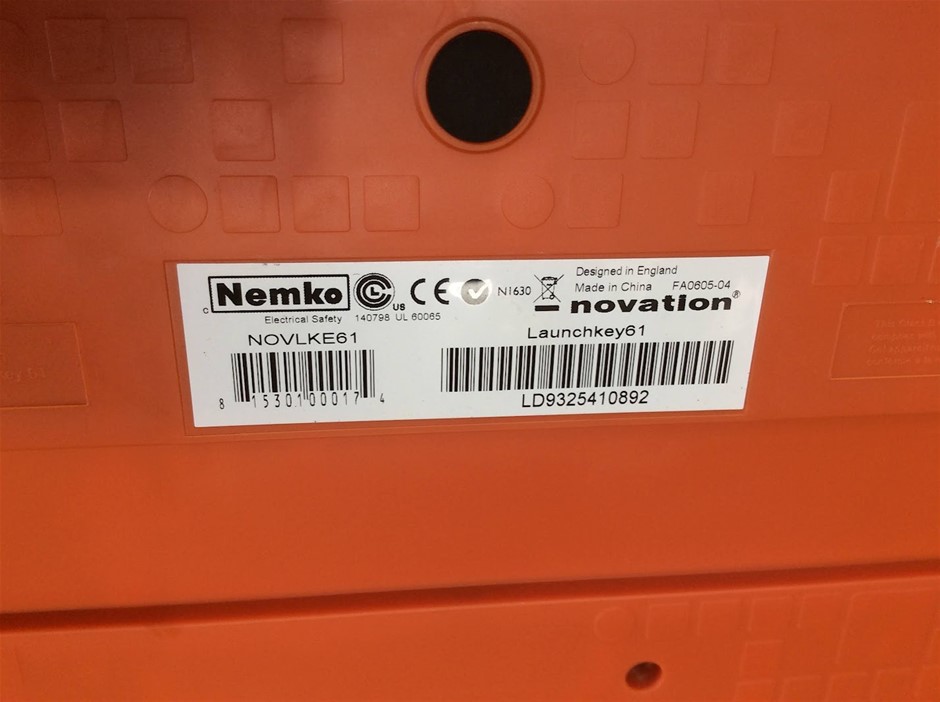 c Nemko
Electrical Safety
US
140798 UL 60065
CE
N1630
Designed in England
Made in China FA0605-04
novation®
NOVLKE61
8 15301 00017 4
Launchkey61
LD9325410892